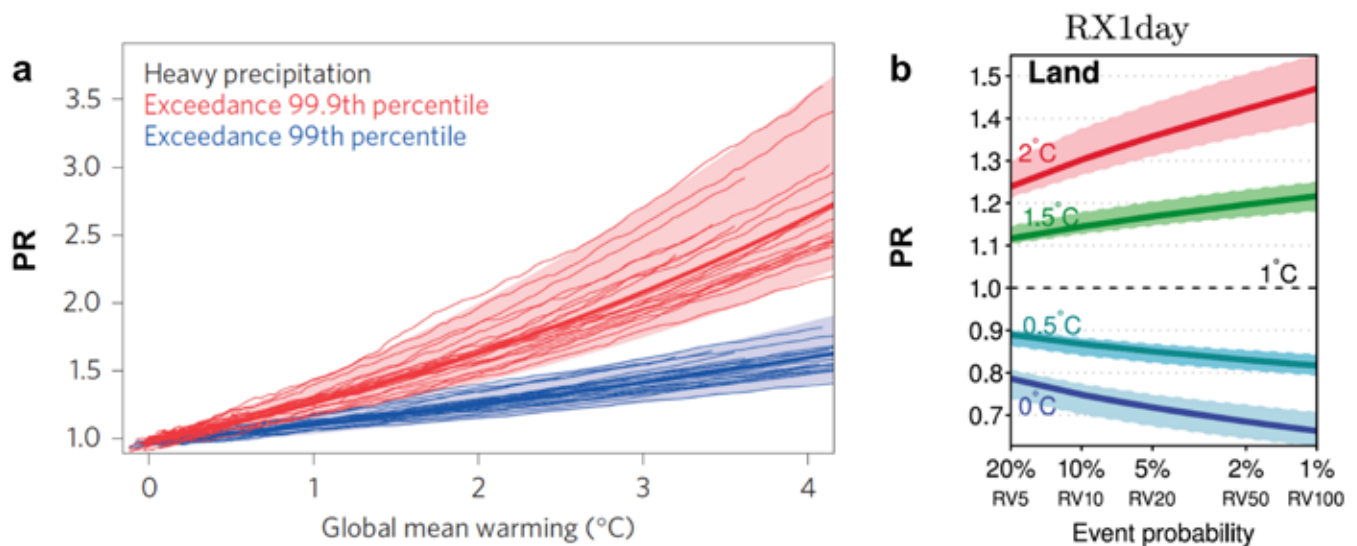 a
Heavy precipitation
Exceedance 99.9th percentile
Exceedance 99th percentile
3.5
3.0
2.5
2.0
1.5
1.0
PR
0 1 2 3 4
Global mean warming (°C)
RX1day
b
Land
1.5
1.4
1.3
1.2
1.1
1.0
0.9
0.8
0.7
PR
2°C
1.5°C
1°C
0.5°C
0°C
20% 10% 5% 2% 1%
RV5 RV10 RV20 RV50 RV100
Event probability